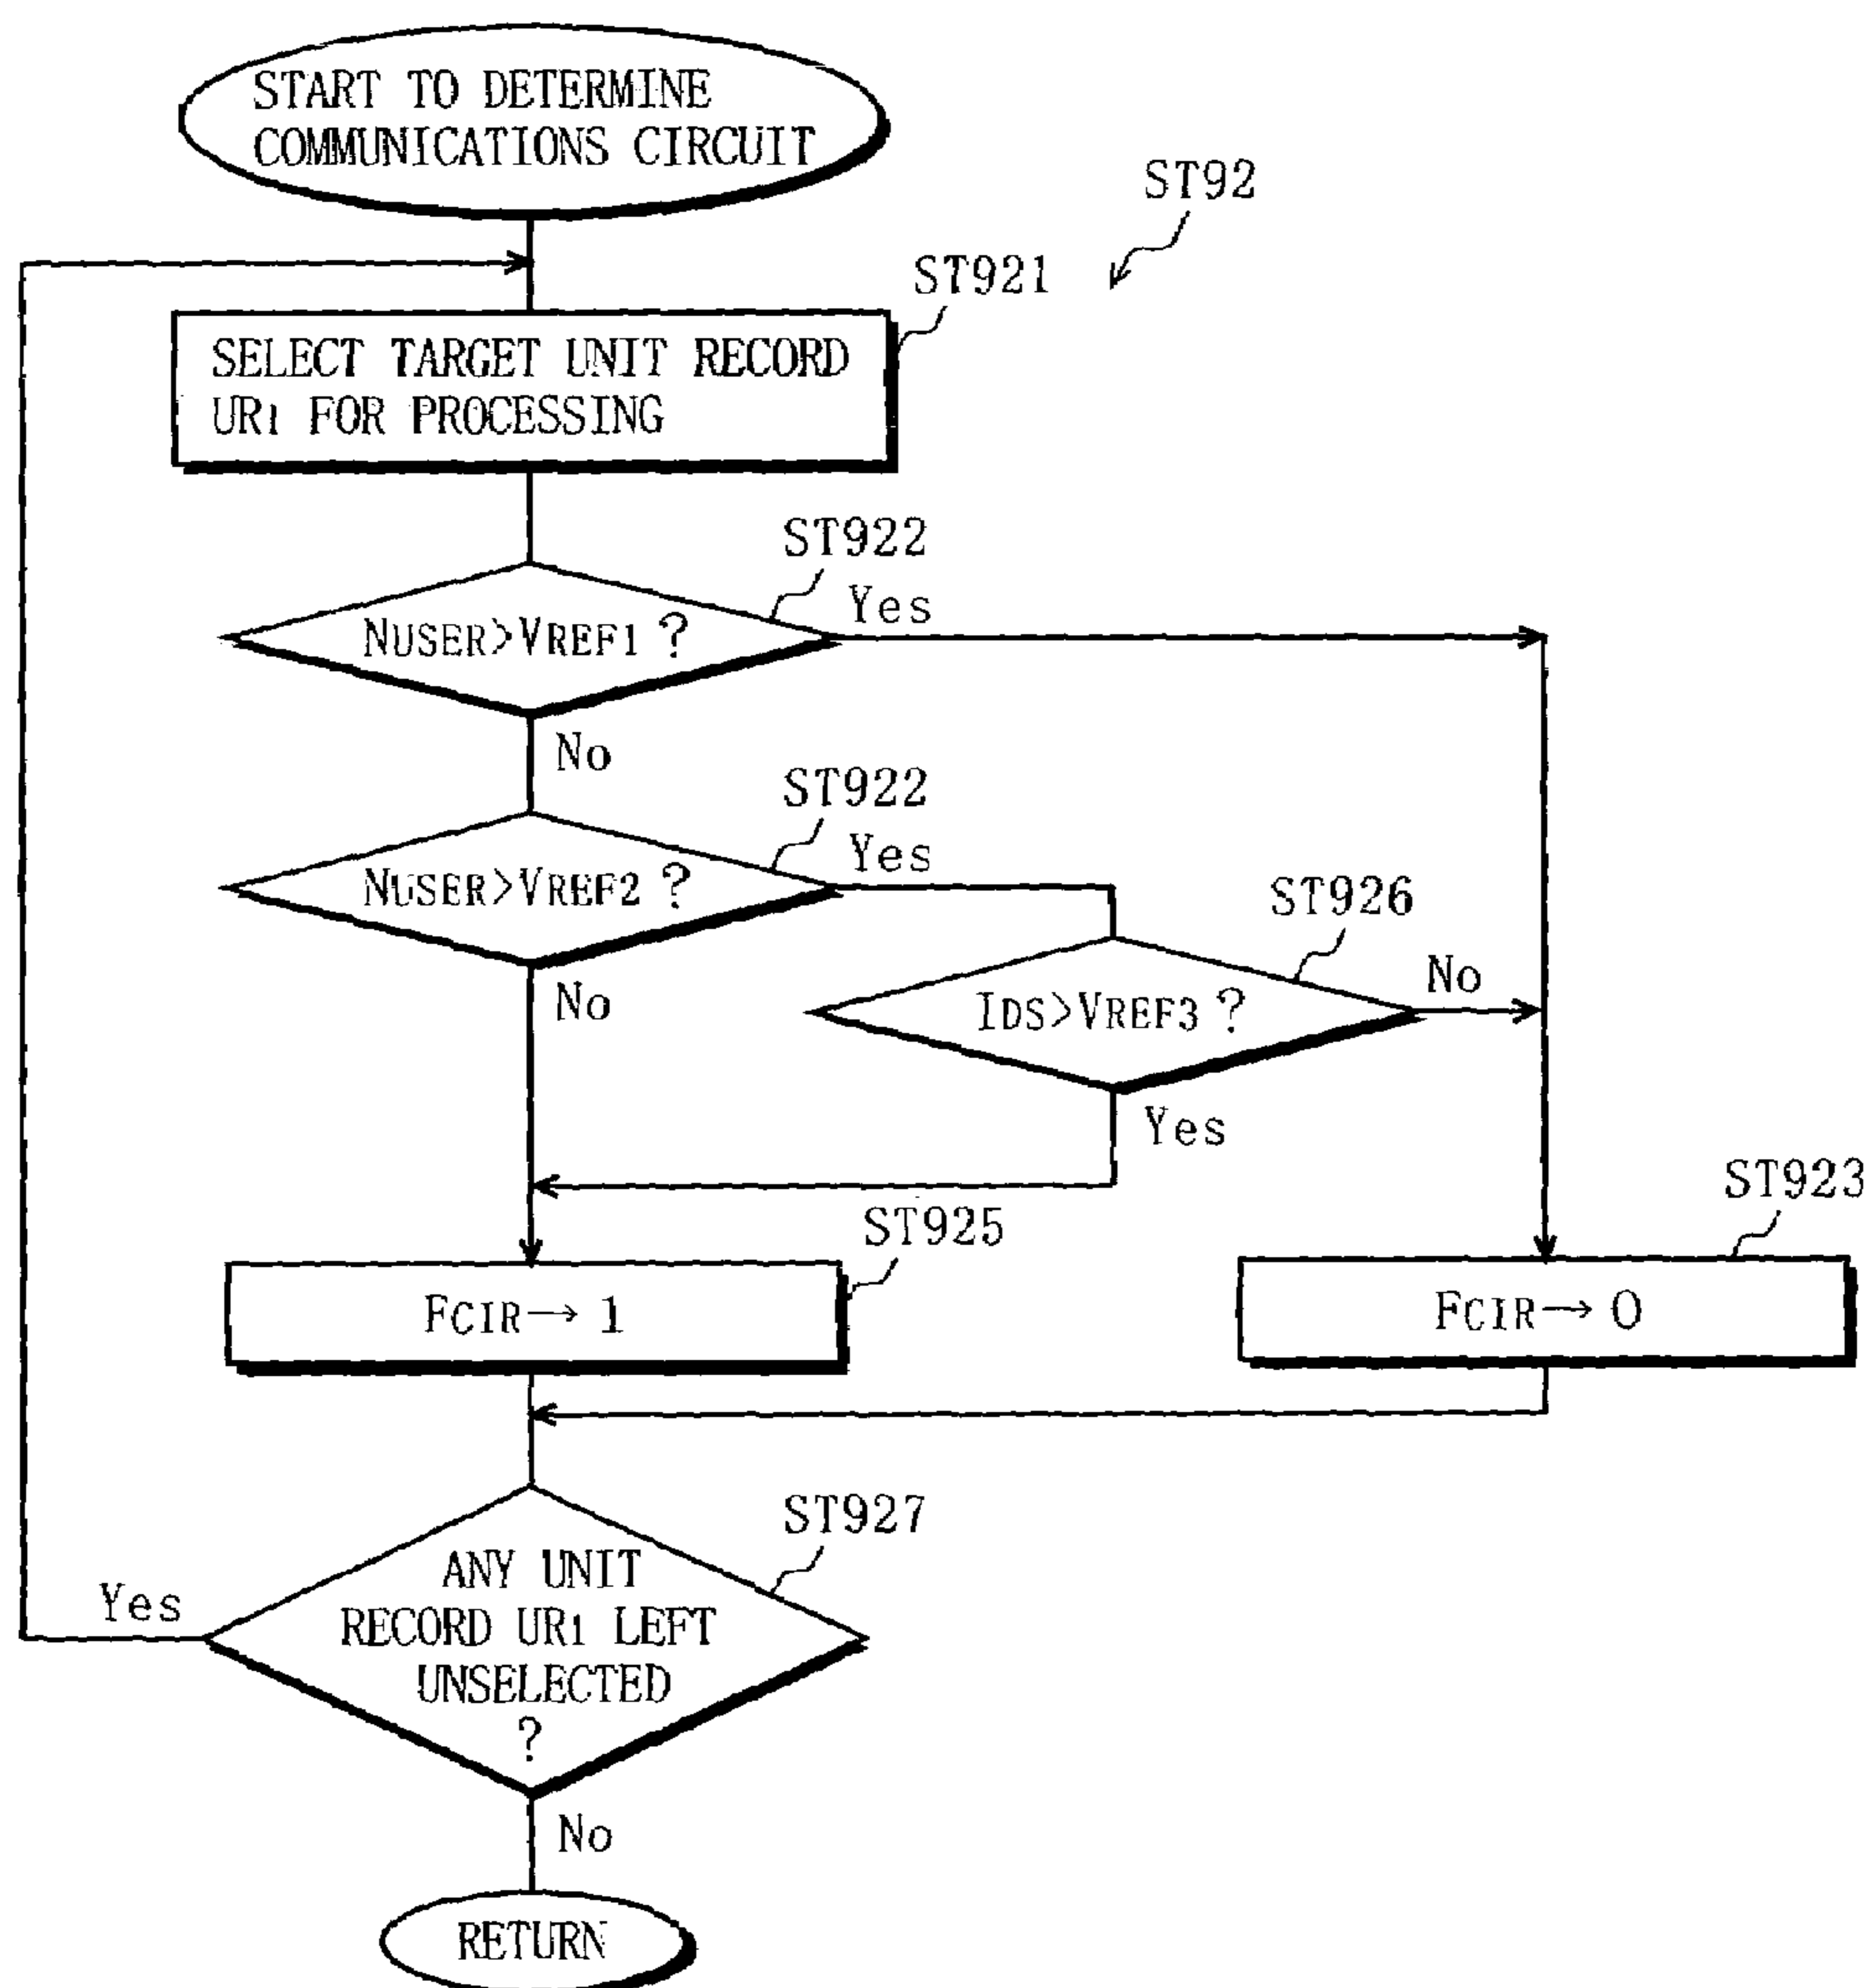 START TO DETERMINE
COMMUNICATIONS CIRCUIT
ST92
ST921
SELECT TARGET UNIT RECORD
URi FOR PROCESSING
ST922
NUSER>VREF1 ?
Yes
No
ST922
NUSER>VREF2 ?
Yes
No
ST926
IDS>VREF3 ?
No
Yes
ST925
FCIR→ 1
ST923
FCIR→ 0
ST927
ANY UNIT
RECORD URi LEFT
UNSELECTED
?
Yes
No
RETURN